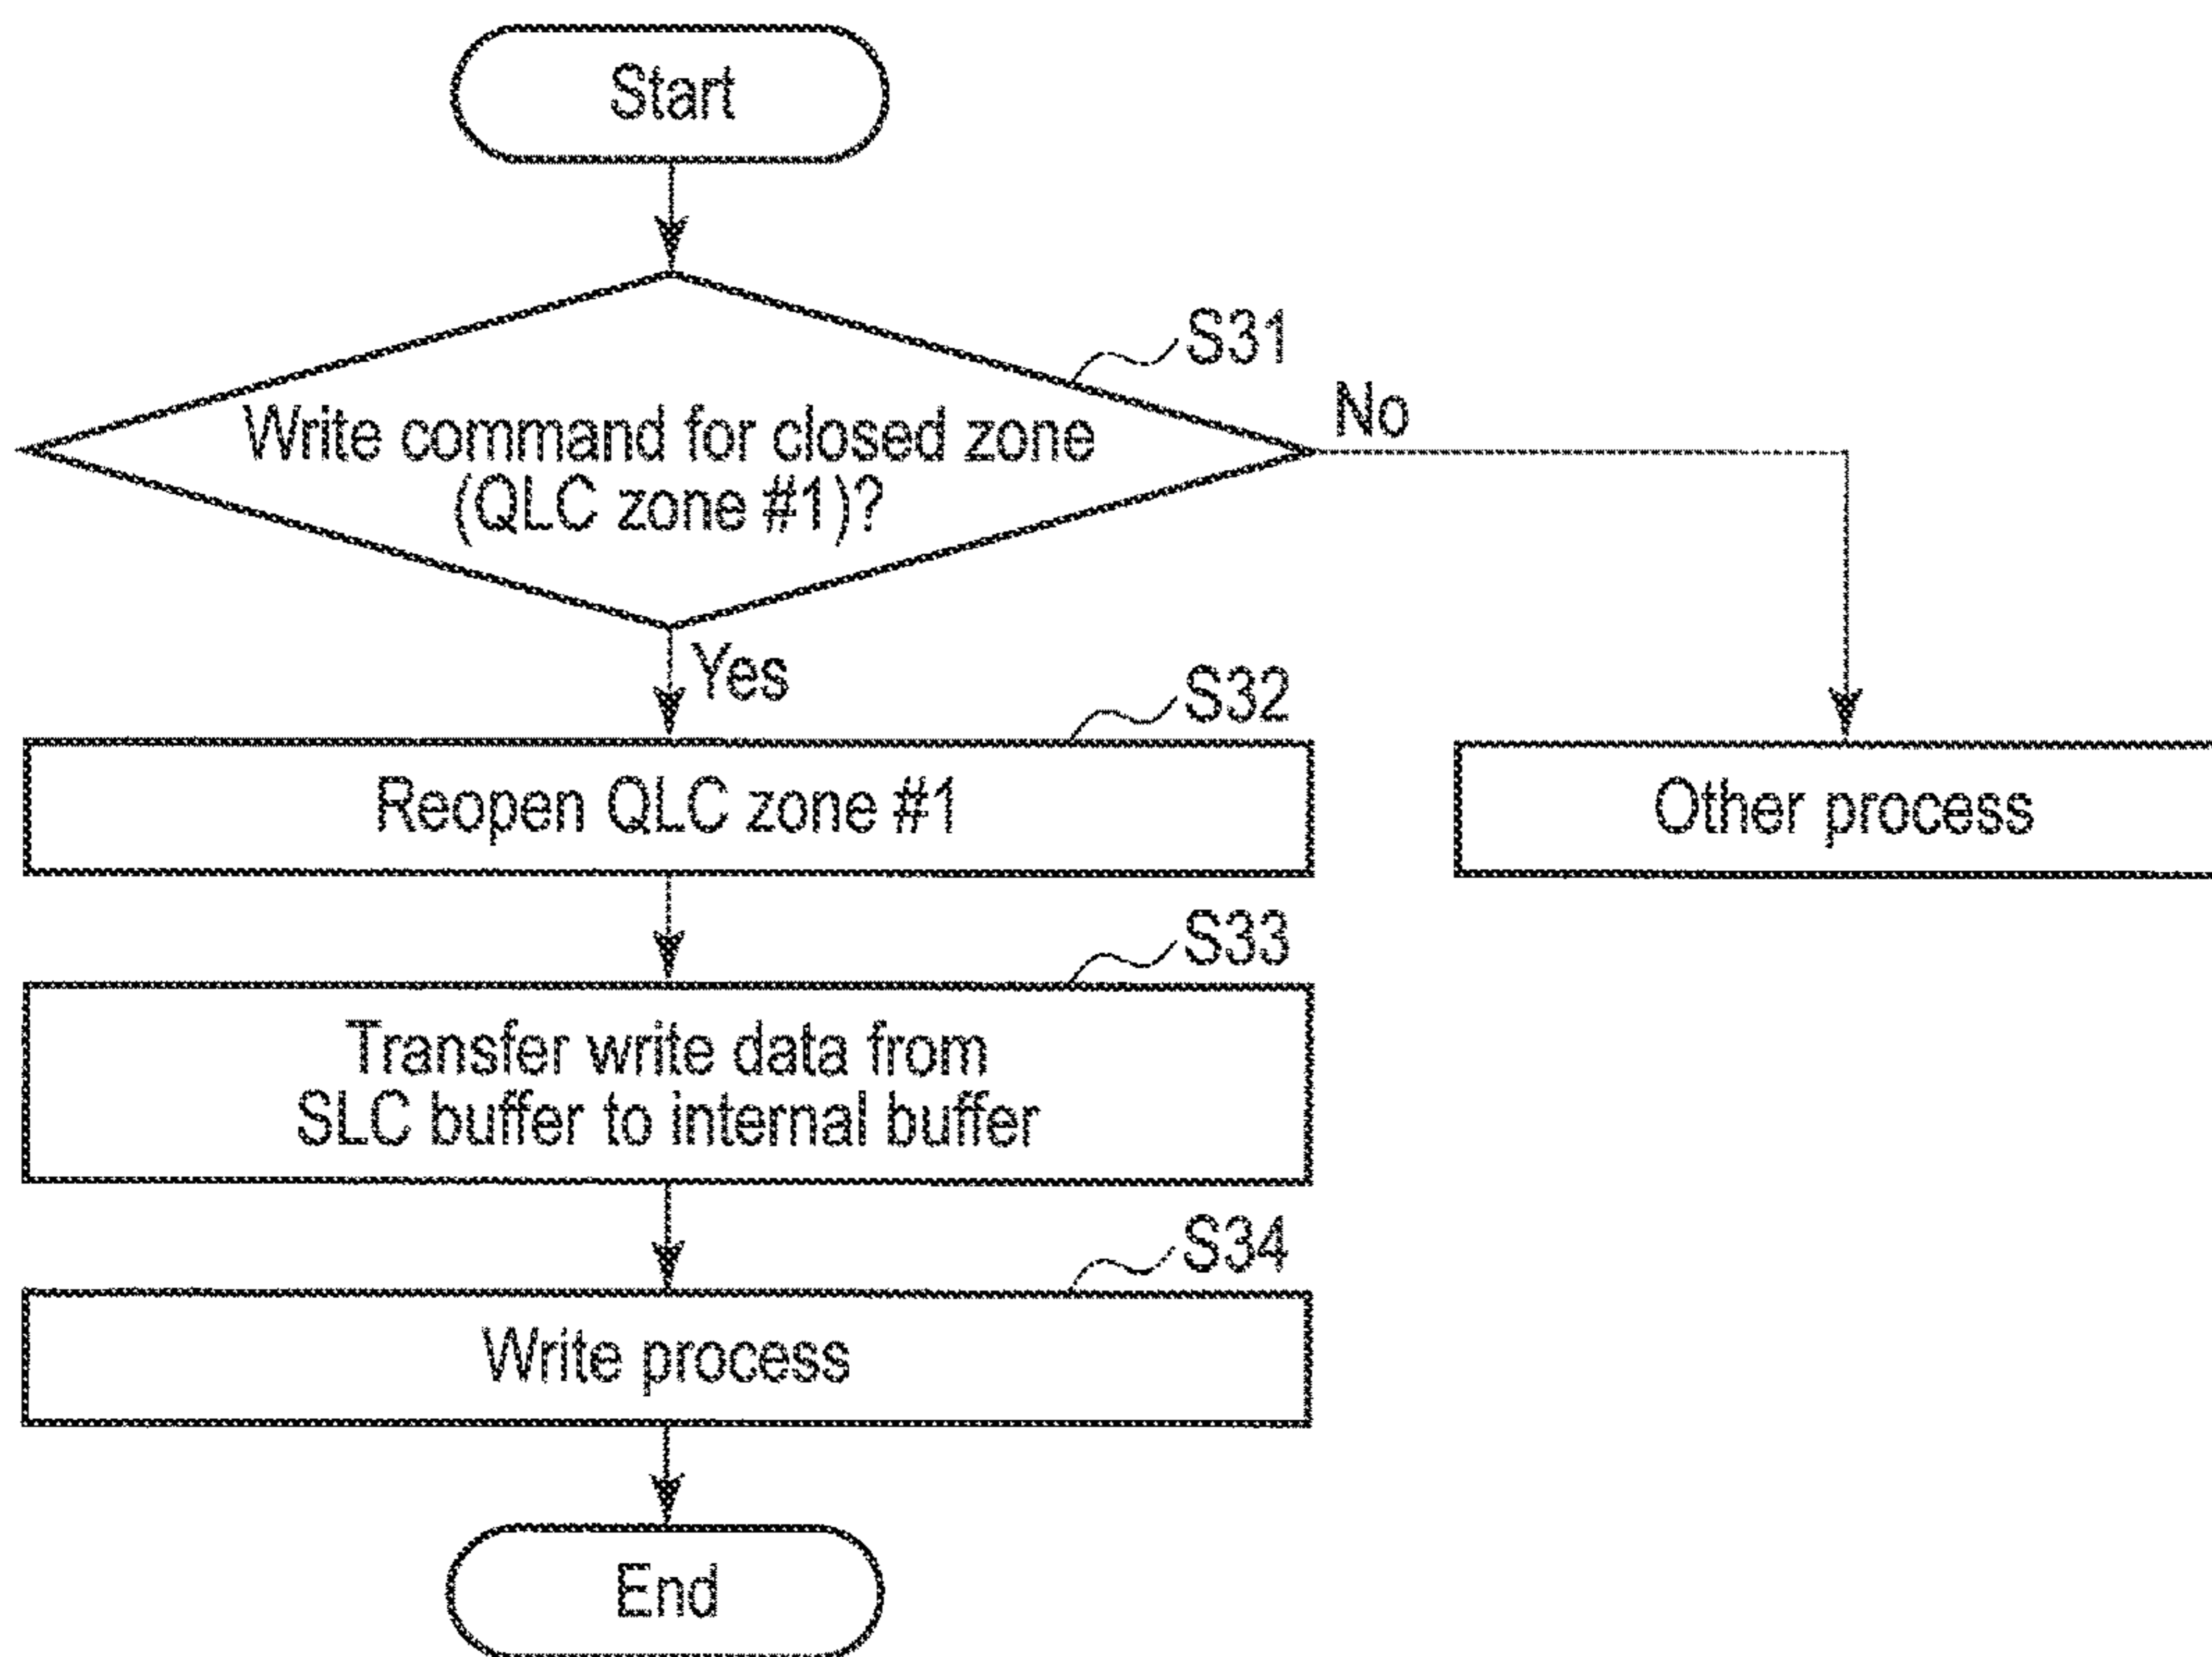 Start
S31
Write command for closed zone
(QLC zone #1)?
No
Yes
S32
Reopen QLC zone #1
Other process
S33
Transfer write data from
SLC buffer to internal buffer
S34
Write process
End